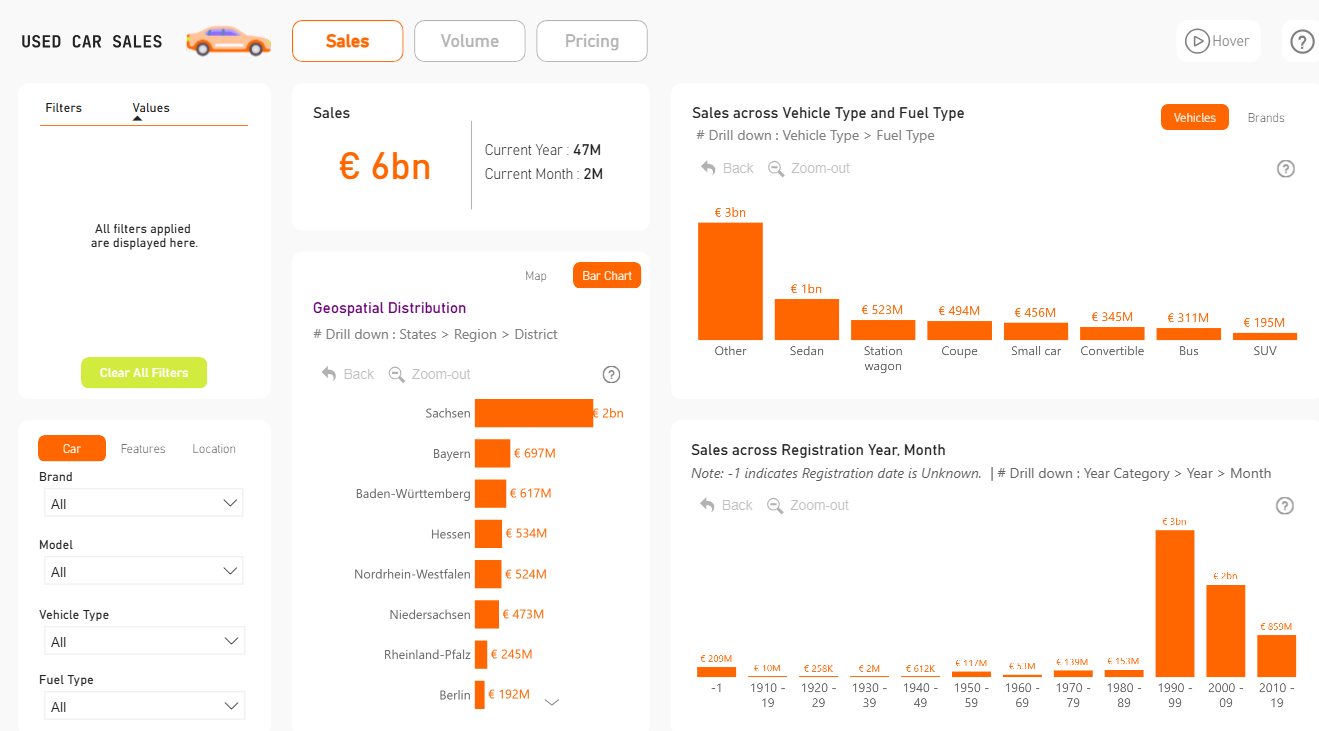 USED CAR SALES
Sales
Volume
Pricing
Hover
?
Filters
Values
All filters applied
are displayed here.
Clear All Filters
Car
Features
Location
Brand
All
Model
All
Vehicle Type
All
Fuel Type
All
Sales
€ 6bn
Current Year : 47M
Current Month : 2M
Map
Bar Chart
Geospatial Distribution
# Drill down : States > Region > District
Back
Zoom-out
?
Sachsen € 2bn
Bayern € 697M
Baden-Württemberg € 617M
Hessen € 534M
Nordrhein-Westfalen € 524M
Niedersachsen € 473M
Rheinland-Pfalz € 245M
Berlin € 192M
Sales across Vehicle Type and Fuel Type
Vehicles
Brands
# Drill down : Vehicle Type > Fuel Type
Back
Zoom-out
?
€ 3bn
€ 1bn
€ 523M
€ 494M
€ 456M
€ 345M
€ 311M
€ 195M
Other
Sedan
Station
wagon
Coupe
Small car
Convertible
Bus
SUV
Sales across Registration Year, Month
Note: -1 indicates Registration date is Unknown. | # Drill down : Year Category > Year > Month
Back
Zoom-out
?
€ 209M
€ 10M
€ 258K
€ 2M
€ 612K
€ 117M
€ 53M
€ 139M
€ 153M
€ 3bn
€ 2bn
€ 859M
-1
1910 -
19
1920 -
29
1930 -
39
1940 -
49
1950 -
59
1960 -
69
1970 -
79
1980 -
89
1990 -
99
2000 -
09
2010 -
19